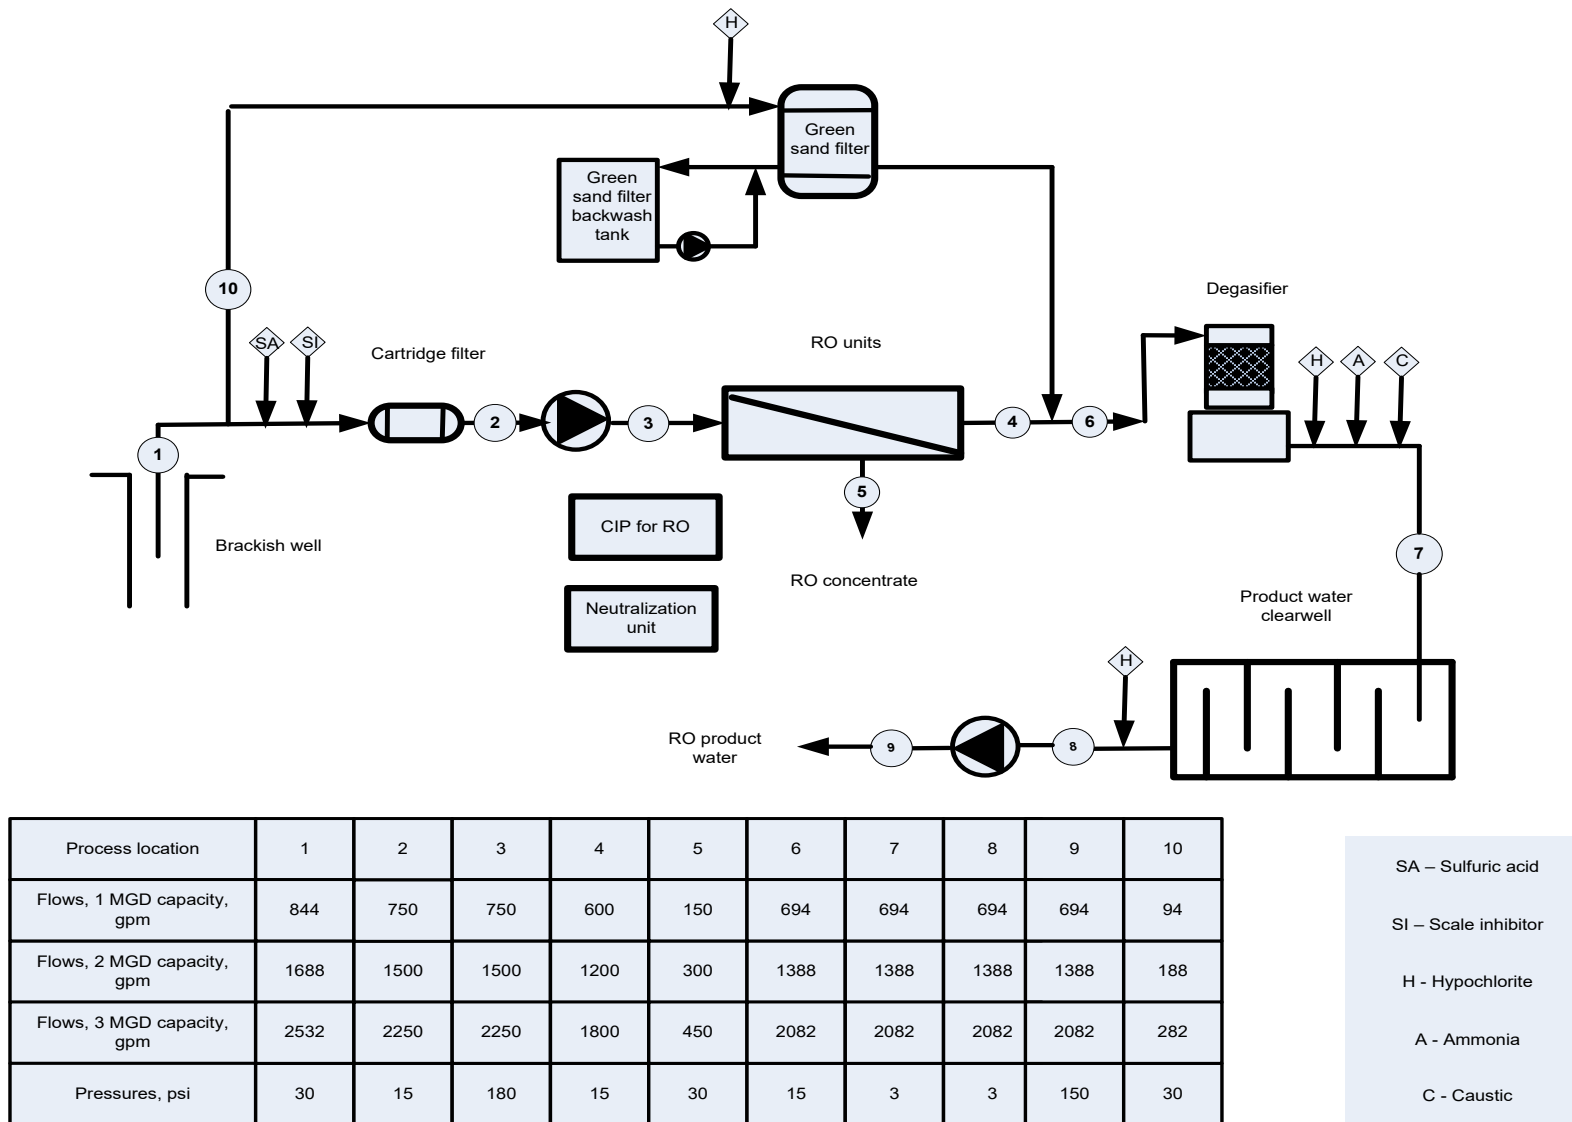 H
Green
sand filter
Green
sand filter
backwash
tank
10
Degasifier
SA
SI
Cartridge filter
RO units
H
A
C
1
2
3
4
6
5
CIP for RO
Brackish well
7
RO concentrate
Neutralization
unit
Product water
clearwell
H
RO product
water
9
8
Process location 1 2 3 4 5 6 7 8 9 10
Flows, 1 MGD capacity,
gpm 844 750 750 600 150 694 694 694 694 94
Flows, 2 MGD capacity,
gpm 1688 1500 1500 1200 300 1388 1388 1388 1388 188
Flows, 3 MGD capacity,
gpm 2532 2250 2250 1800 450 2082 2082 2082 2082 282
Pressures, psi 30 15 180 15 30 15 3 3 150 30
SA – Sulfuric acid
SI – Scale inhibitor
H - Hypochlorite
A - Ammonia
C - Caustic